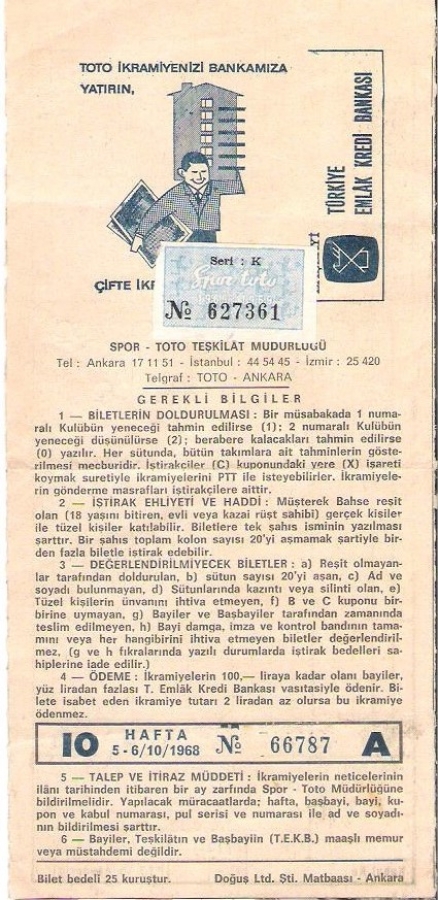 TOTO İKRAMİYENİZİ BANKAMIZA
YATIRIN,
TÜRKİYE
EMLÂK KREDİ BANKASI
ÇİFTE İKR
Seri : K
Spor toto
№ 627361
SPOR - TOTO TEŞKİLÂT MÜDÜRLÜĞÜ
Tel : Ankara 17 11 51 - İstanbul : 44 54 45 - İzmir : 25 420
Telgraf : TOTO - ANKARA
GEREKLİ BİLGİLER
1 — BİLETLERİN DOLDURULMASI : Bir müsabakada 1 numa-
ralı Kulübün yeneceği tahmin edilirse (1); 2 numaralı Kulübün
yeneceği düşünülürse (2); berabere kalacakları tahmin edilirse
(0) yazılır. Her sütunda, bütün takımlara ait tahminlerin göste-
rilmesi mecburidir. İştirakçiler (C) kuponundaki yere (X) işareti
koymak suretiyle ikramiyelerini PTT ile isteyebilirler. İkramiyele-
rin gönderme masrafları iştirakçilere aittir.
2 — İŞTİRAK EHLİYETİ VE HADDİ : Müşterek Bahse reşit
olan (18 yaşını bitiren, evli veya kazai rüşt sahibi) gerçek kişiler
ile tüzel kişiler katılabilir. Biletlere tek şahıs isminin yazılması
şarttır. Bir şahıs toplam kolon sayısı 20'yi aşmamak şartiyle bir-
den fazla biletle iştirak edebilir.
3 — DEĞERLENDİRİLMİYECEK BİLETLER : a) Reşit olmayan-
lar tarafından doldurulan, b) sütun sayısı 20'yi aşan, c) Ad ve
soyadı bulunmayan, d) Sütunlarında kazıntı veya silinti olan, e)
Tüzel kişilerin ünvanını ihtiva etmeyen, f) B ve C kuponu bir-
birine uymayan, g) Bayiler ve Başbayiler tarafından zamanında
teslim edilmeyen, h) Bayi damga, imza ve kontrol bandının tama-
mını veya her hangibirini ihtiva etmeyen biletler değerlendiril-
mez, (g ve h fıkralarında yazılı durumlarda iştirak bedelleri sa-
hiplerine iade edilir.)
4 — ÖDEME : İkramiyelerin 100,— liraya kadar olanı bayiler,
yüz liradan fazlası T. Emlâk Kredi Bankası vasıtasiyle ödenir. Bi-
lete isabet eden ikramiye tutarı 2 liradan az olursa bu ikramiye
ödenmez.
10 HAFTA
5 - 6/10/1968 № 66787 A
5 — TALEP VE İTİRAZ MÜDDETİ : İkramiyelerin neticelerinin
ilânı tarihinden itibaren bir ay zarfında Spor - Toto Müdürlüğüne
bildirilmelidir. Yapılacak müracaatlarda; hafta, başbayi, bayi, ku-
pon ve kabul numarası, pul serisi ve numarası ile ad ve soyadı-
nın bildirilmesi şarttır.
6 — Bayiler, Teşkilâtın ve Başbayiin (T.E.K.B.) maaşlı memur
veya müstahdemi değildir.
Bilet bedeli 25 kuruştur. Doğuş Ltd. Şti. Matbaası - Ankara